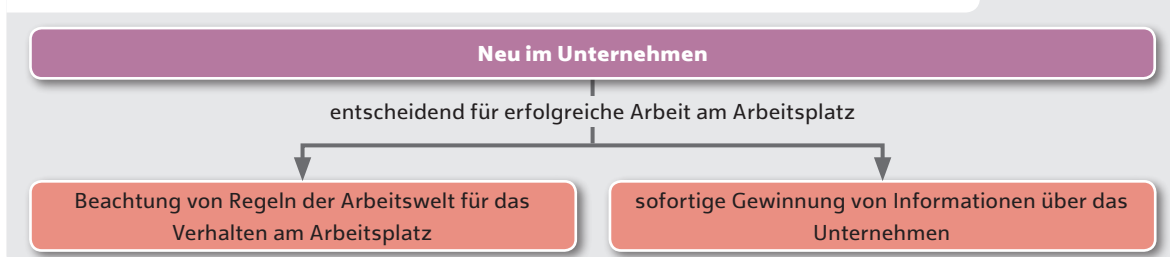 Neu im Unternehmen
entscheidend für erfolgreiche Arbeit am Arbeitsplatz
Beachtung von Regeln der Arbeitswelt für das
Verhalten am Arbeitsplatz
sofortige Gewinnung von Informationen über das
Unternehmen